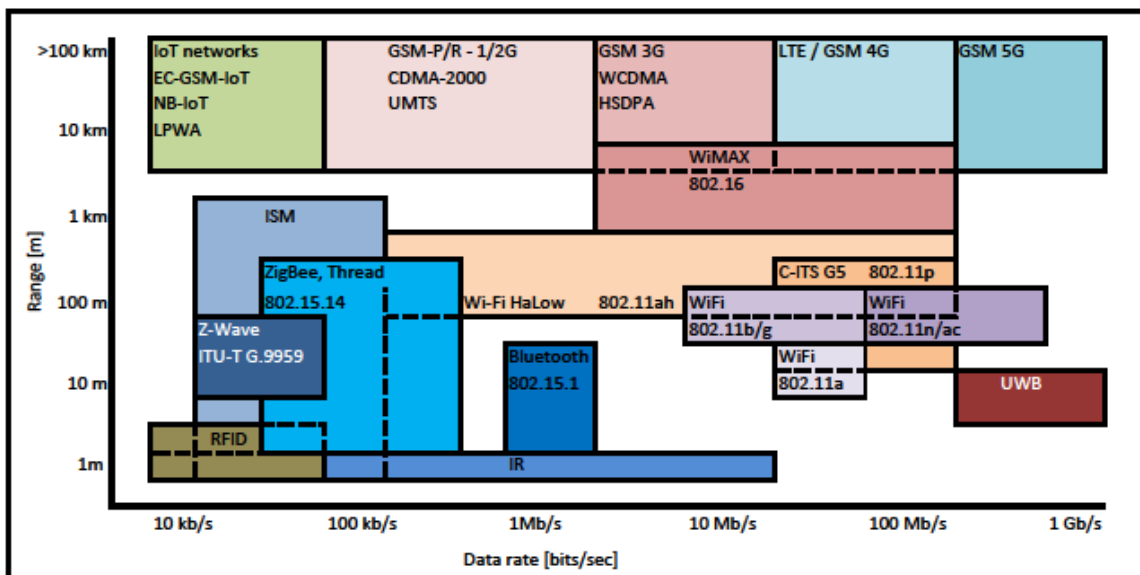 >100 km
10 km
1 km
100 m
10 m
1m
Range [m]
IoT networks
EC-GSM-IoT
NB-IoT
LPWA
GSM-P/R - 1/2G
CDMA-2000
UMTS
GSM 3G
WCDMA
HSDPA
LTE / GSM 4G
GSM 5G
WiMAX
802.16
ISM
ZigBee, Thread
802.15.14
Wi-Fi HaLow 802.11ah
C-ITS G5 802.11p
WiFi
802.11b/g
WiFi
802.11n/ac
Z-Wave
ITU-T G.9959
Bluetooth
802.15.1
WiFi
802.11a
UWB
RFID
IR
10 kb/s 100 kb/s 1Mb/s 10 Mb/s 100 Mb/s 1 Gb/s
Data rate [bits/sec]